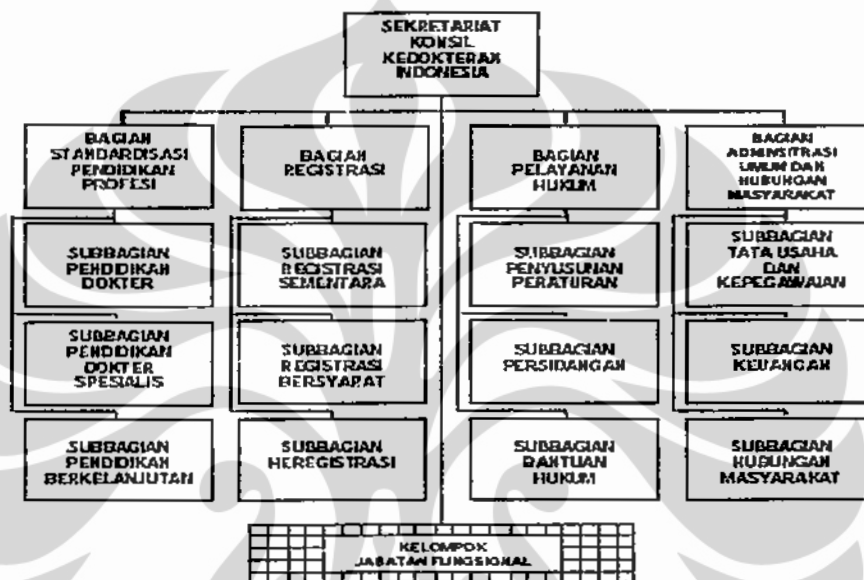 SEKRETARIAT
KONSIL
KEDOKTERAN
INDONESIA
BAGIAN
STANDARDISASI
PENDIDIKAN
PROFESI
BAGIAN
REGISTRASI
BAGIAN
PELAYANAN
HUKUM
BAGIAN
ADMINSITRASI
UMUM DAN
HUBUNGAN
MASYARAKAT
SUBBAGIAN
PENDIDIKAN
DOKTER
SUBBAGIAN
REGISTRASI
SEMENTARA
SUBBAGIAN
PENYUSUNAN
PERATURAN
SUBBAGIAN
TATA USAHA
DAN
KEPEGAWAIAN
SUBBAGIAN
PENDIDIKAN
DOKTER
SPESIALIS
SUBBAGIAN
REGISTRASI
BERSYARAT
SUBBAGIAN
PERSIDANGAN
SUBBAGIAN
KEUANGAN
SUBBAGIAN
PENDIDIKAN
BERKELANJUTAN
SUBBAGIAN
HEREGISTRASI
SUBBAGIAN
BANTUAN
HUKUM
SUBBAGIAN
HUBUNGAN
MASYARAKAT
KELOMPOK
JABATAN FUNGSIONAL